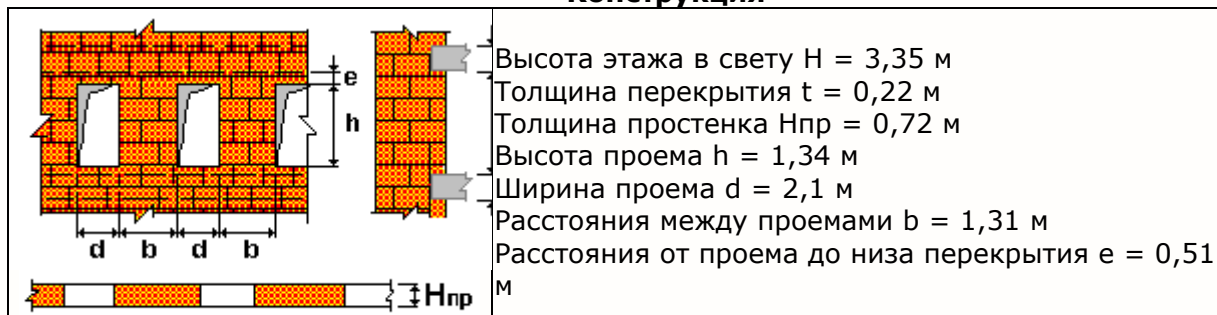 Конструкция
e
h
d b d b
Hпр
Высота этажа в свету H = 3,35 м
Толщина перекрытия t = 0,22 м
Толщина простенка Hпр = 0,72 м
Высота проема h = 1,34 м
Ширина проема d = 2,1 м
Расстояния между проемами b = 1,31 м
Расстояния от проема до низа перекрытия e = 0,51
м